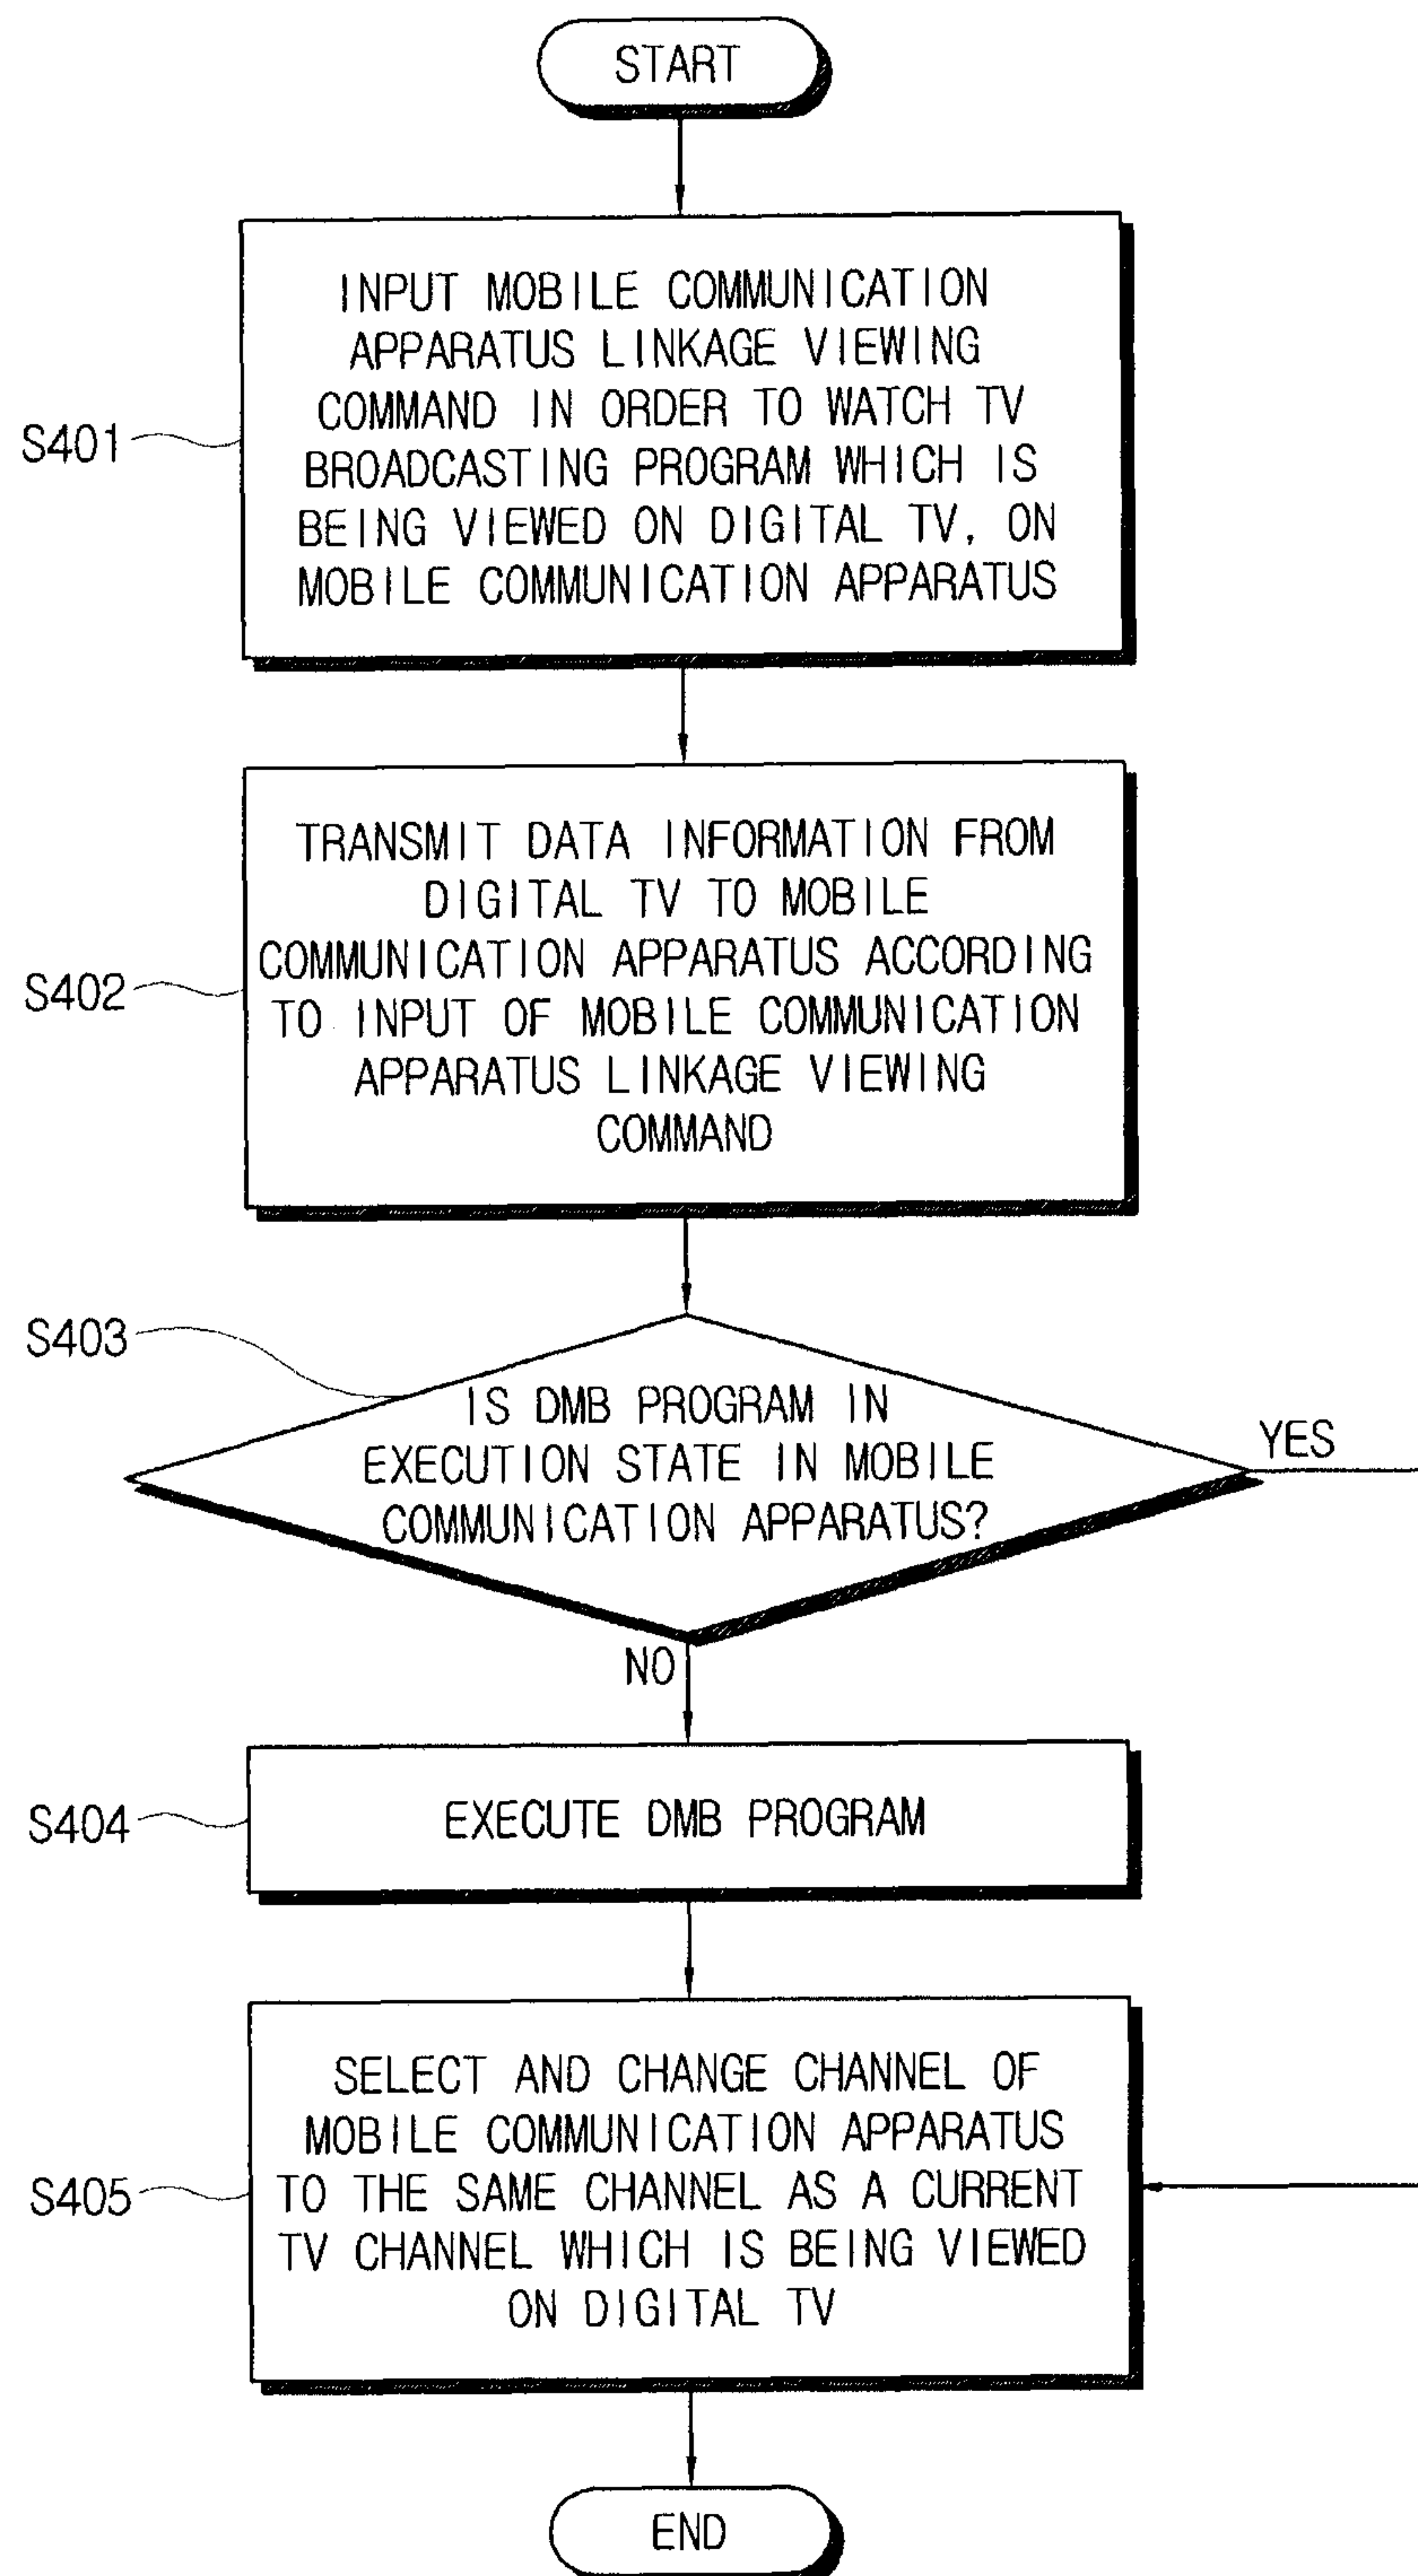 START
INPUT MOBILE COMMUNICATION
APPARATUS LINKAGE VIEWING
COMMAND IN ORDER TO WATCH TV
BROADCASTING PROGRAM WHICH IS
BEING VIEWED ON DIGITAL TV, ON
MOBILE COMMUNICATION APPARATUS
S401
TRANSMIT DATA INFORMATION FROM
DIGITAL TV TO MOBILE
COMMUNICATION APPARATUS ACCORDING
TO INPUT OF MOBILE COMMUNICATION
APPARATUS LINKAGE VIEWING
COMMAND
S402
S403
IS DMB PROGRAM IN
EXECUTION STATE IN MOBILE
COMMUNICATION APPARATUS?
YES
NO
S404
EXECUTE DMB PROGRAM
SELECT AND CHANGE CHANNEL OF
MOBILE COMMUNICATION APPARATUS
TO THE SAME CHANNEL AS A CURRENT
TV CHANNEL WHICH IS BEING VIEWED
ON DIGITAL TV
S405
END